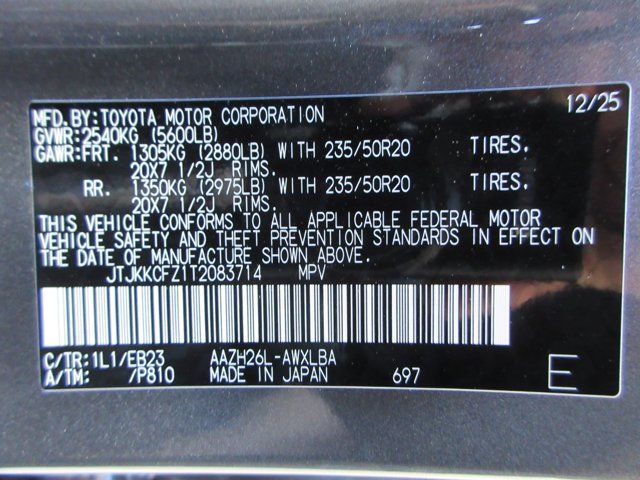 12/25
MFD.BY:TOYOTA MOTOR CORPORATION
GVWR:2540KG (5600LB)
GAWR:FRT. 1305KG (2880LB) WITH 235/50R20 TIRES.
20X7 1/2J RIMS.
RR. 1350KG (2975LB) WITH 235/50R20 TIRES.
20X7 1/2J RIMS.
THIS VEHICLE CONFORMS TO ALL APPLICABLE FEDERAL MOTOR
VEHICLE SAFETY AND THEFT PREVENTION STANDARDS IN EFFECT ON
THE DATE OF MANUFACTURE SHOWN ABOVE.
JTJKKCFZ1T2083714 MPV
C/TR:1L1/EB23 AAZH26L-AWXLBA
A/TM: /P810 MADE IN JAPAN 697 E